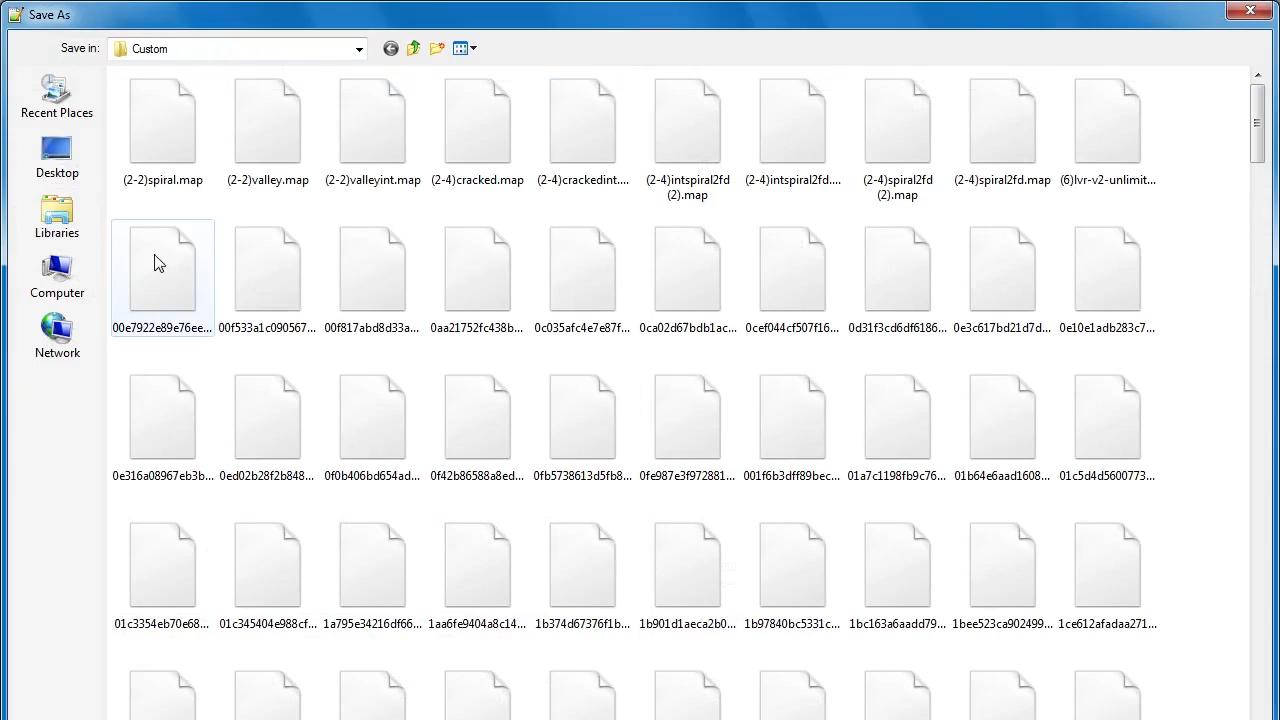 Save As
Save in:
Custom
Recent Places
Desktop
Libraries
Computer
Network
(2-2)spiral.map
(2-2)valley.map
(2-2)valleyint.map
(2-4)cracked.map
(2-4)crackedint....
(2-4)intspiral2fd
(2).map
(2-4)intspiral2fd....
(2-4)spiral2fd
(2).map
(2-4)spiral2fd.map
(6)lvr-v2-unlimit...
00e7922e89e76ee...
00f533a1c090567...
00f817abd8d33a...
0aa21752fc438b...
0c035afc4e7e87f...
0ca02d67bdb1ac...
0cef044cf507f16...
0d31f3cd6df6186...
0e3c617bd21d7d...
0e10e1adb283c7...
0e316a08967eb3b...
0ed02b28f2b848...
0f0b406bd654ad...
0f42b86588a8ed...
0fb5738613d5fb8...
0fe987e3f972881...
001f6b3dff89bec...
01a7c1198fb9c76...
01b64e6aad1608...
01c5d4d5600773...
01c3354eb70e68...
01c345404e988cf...
1a795e34216df66...
1aa6fe9404a8c14...
1b374d67376f1b...
1b901d1aeca2b0...
1b97840bc5331c...
1bc163a6aadd79...
1bee523ca902499...
1ce612afadaa271...